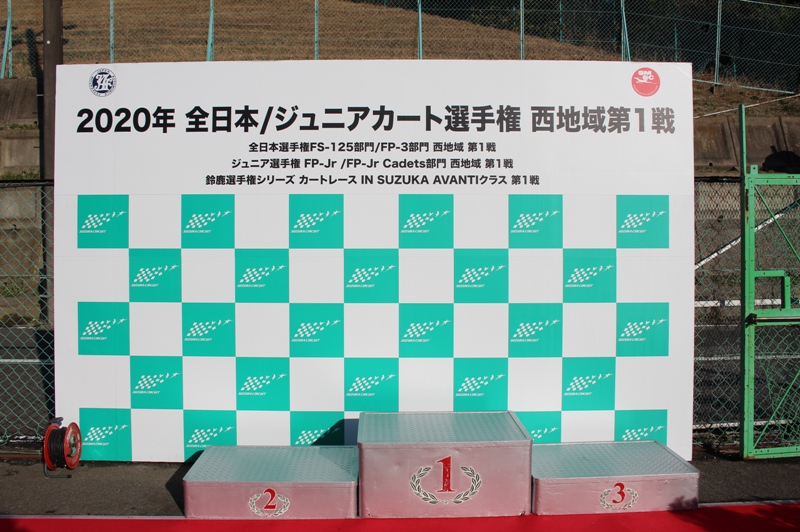 2020年 全日本/ジュニアカート選手権 西地域第1戦
全日本選手権FS-125部門/FP-3部門 西地域 第1戦
ジュニア選手権 FP-Jr /FP-Jr Cadets部門 西地域 第1戦
鈴鹿選手権シリーズ カートレース IN SUZUKA AVANTIクラス 第1戦
SMSC
SUZUKA CIRCUIT
2
1
3